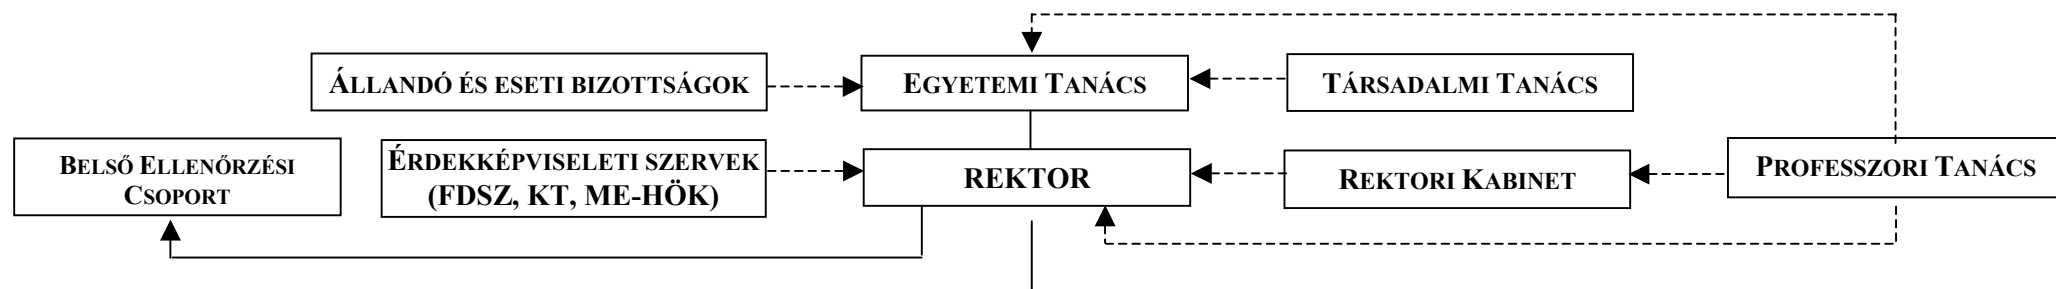 ÁLLANDÓ ÉS ESETI BIZOTTSÁGOK
EGYETEMI TANÁCS
TÁRSADALMI TANÁCS
BELSŐ ELLENŐRZÉSI
CSOPORT
ÉRDEKKÉPVISELETI SZERVEK
(FDSZ, KT, ME-HÖK)
REKTOR
REKTORI KABINET
PROFESSZORI TANÁCS